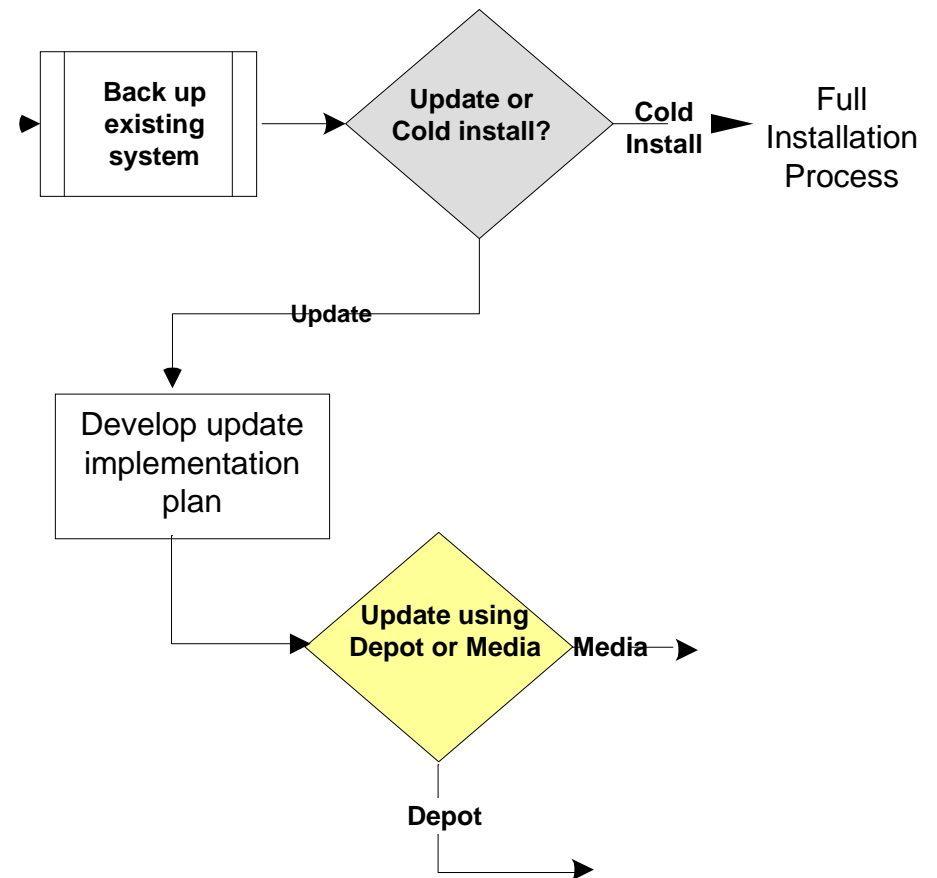 Back up
existing
system
Update or
Cold install?
Cold
Install
Full
Installation
Process
Update
Develop update
implementation
plan
Update using
Depot or Media
Media
Depot